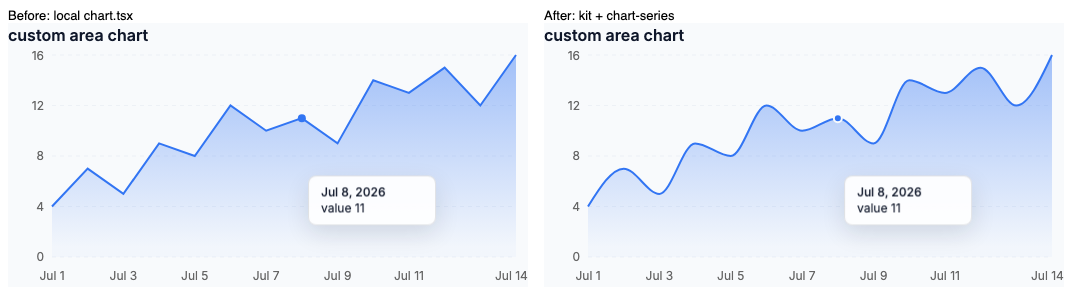 Before: local chart.tsx
custom area chart
16
12
8
4
0
Jul 8, 2026
value 11
Jul 1 Jul 3 Jul 5 Jul 7 Jul 9 Jul 11 Jul 14
After: kit + chart-series
custom area chart
16
12
8
4
0
Jul 8, 2026
value 11
Jul 1 Jul 3 Jul 5 Jul 7 Jul 9 Jul 11 Jul 14